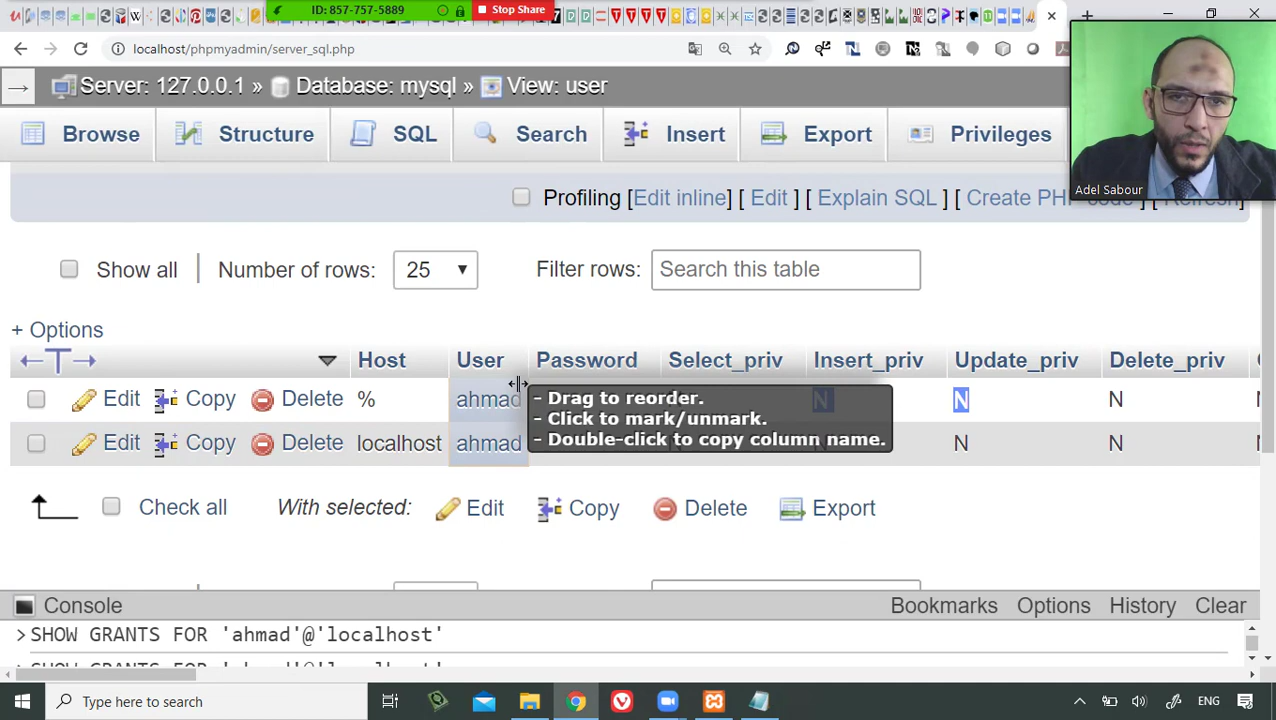 ID: 857-757-5889
Stop Share
localhost/phpmyadmin/server_sql.php
Server: 127.0.0.1 » Database: mysql » View: user
Browse Structure SQL Search Insert Export Privileges
Adel Sabour
Profiling [Edit inline] [ Edit ] [ Explain SQL ] [ Create PHP code ] [ Refresh]
Show all Number of rows: 25 Filter rows: Search this table
+ Options
←T→ Host User Password Select_priv Insert_priv Update_priv Delete_priv
Edit Copy Delete % ahmad N N N
- Drag to reorder.
- Click to mark/unmark.
- Double-click to copy column name.
Edit Copy Delete localhost ahmad N N
Check all With selected: Edit Copy Delete Export
Console Bookmarks Options History Clear
>SHOW GRANTS FOR 'ahmad'@'localhost'
>SHOW GRANTS FOR 'ahmad'@'localhost'
Type here to search
ENG